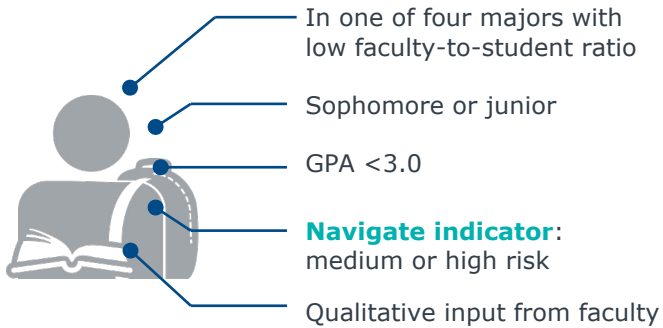 In one of four majors with
low faculty-to-student ratio
Sophomore or junior
GPA <3.0
Navigate indicator:
medium or high risk
Qualitative input from faculty